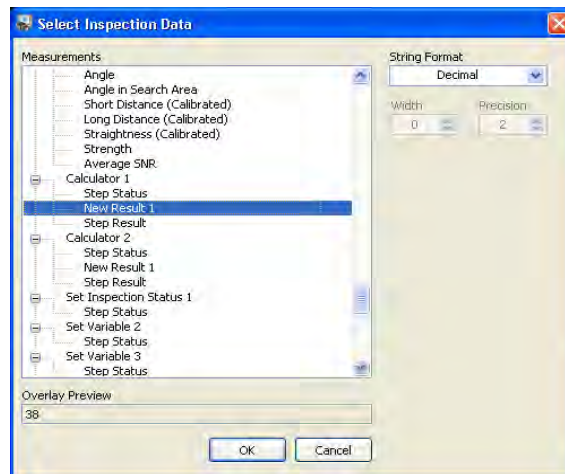 Select Inspection Data
Measurements
Angle
Angle in Search Area
Short Distance (Calibrated)
Long Distance (Calibrated)
Straightness (Calibrated)
Strength
Average SNR
Calculator 1
Step Status
New Result 1
Step Result
Calculator 2
Step Status
New Result 1
Step Result
Set Inspection Status 1
Step Status
Set Variable 2
Step Status
Set Variable 3
Step Status
String Format
Decimal
Width Precision
0 2
Overlay Preview
38
OK Cancel